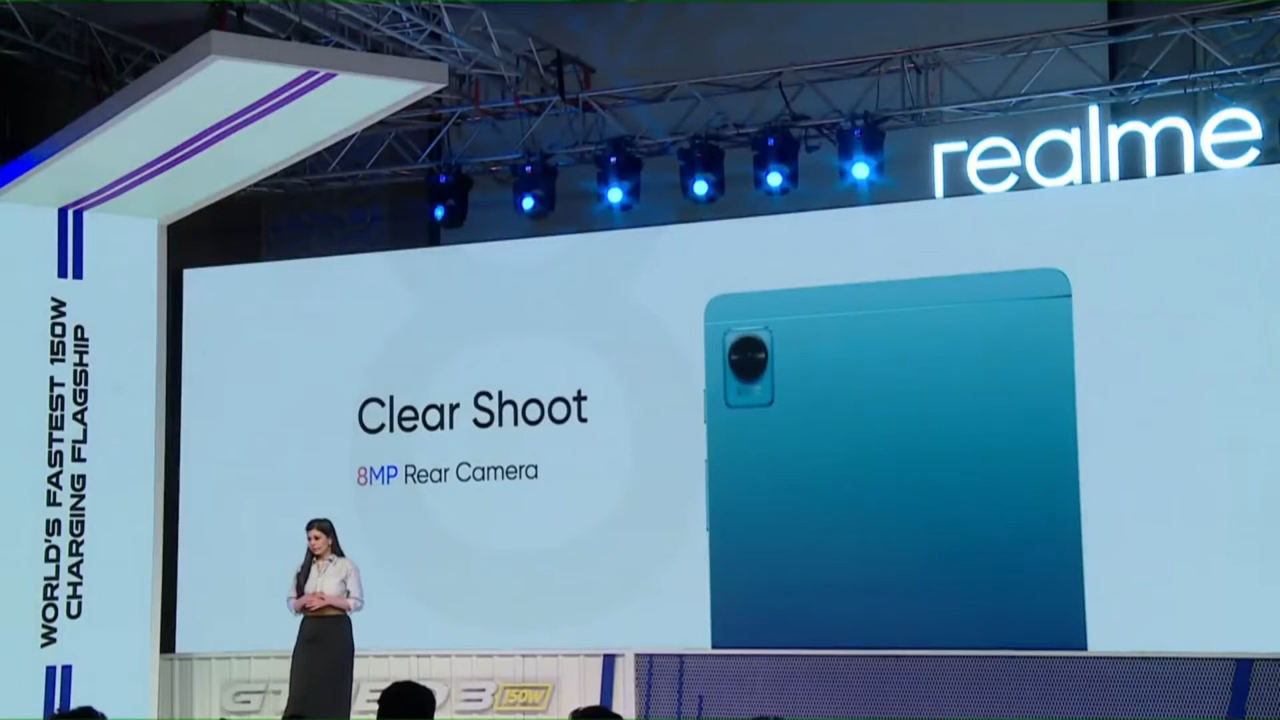 realme
WORLD'S FASTEST 150W
CHARGING FLAGSHIP
Clear Shoot
8MP Rear Camera
150W